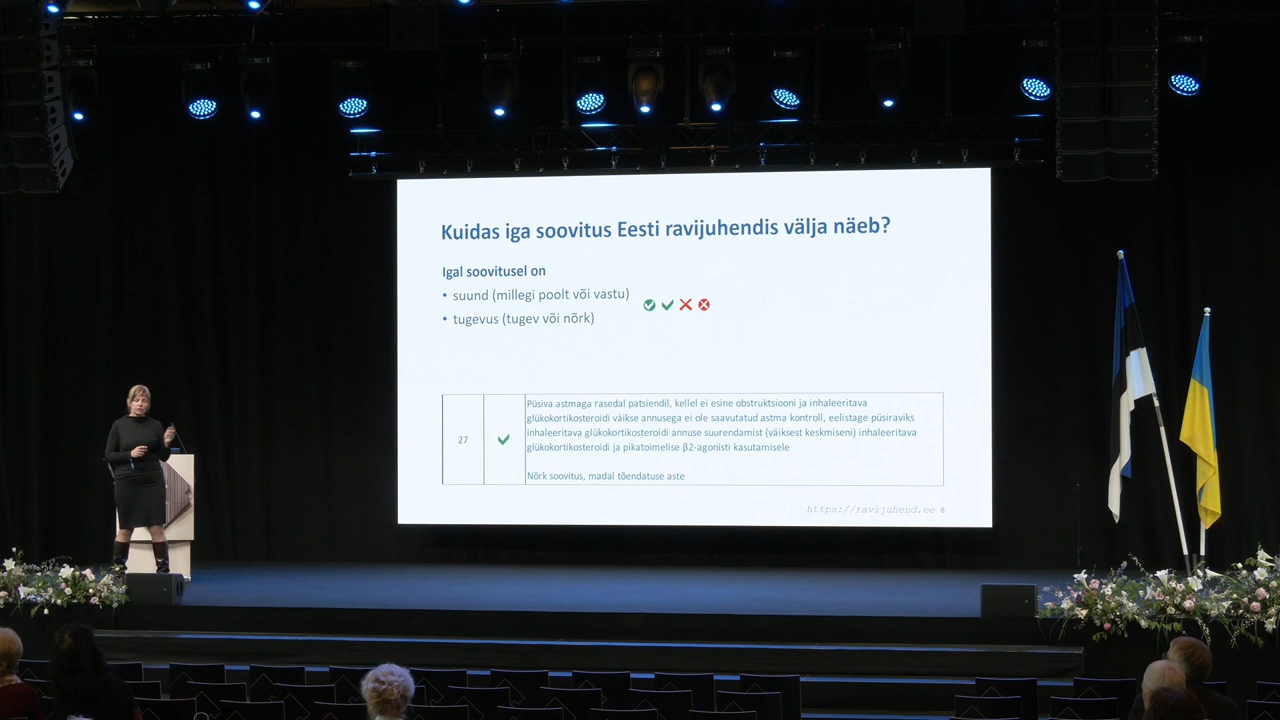 Kuidas iga soovitus Eesti ravijuhendis välja näeb?
Igal soovitusel on
• suund (millegi poolt või vastu)
• tugevus (tugev või nõrk)
27
Püsiva astmaga rasedal patsiendil, kellel ei esine obstruktsiooni ja inhaleeritava
glükokortikosteroidi väikse annusega ei ole saavutatud astma kontroll, eelistage püsiraviks
inhaleeritava glükokortikosteroidi annuse suurendamist (väiksest keskmiseni) inhaleeritava
glükokortikosteroidi ja pikatoimelise β2-agonisti kasutamisele
Nõrk soovitus, madal tõendatuse aste
https://ravijuhend.ee 8